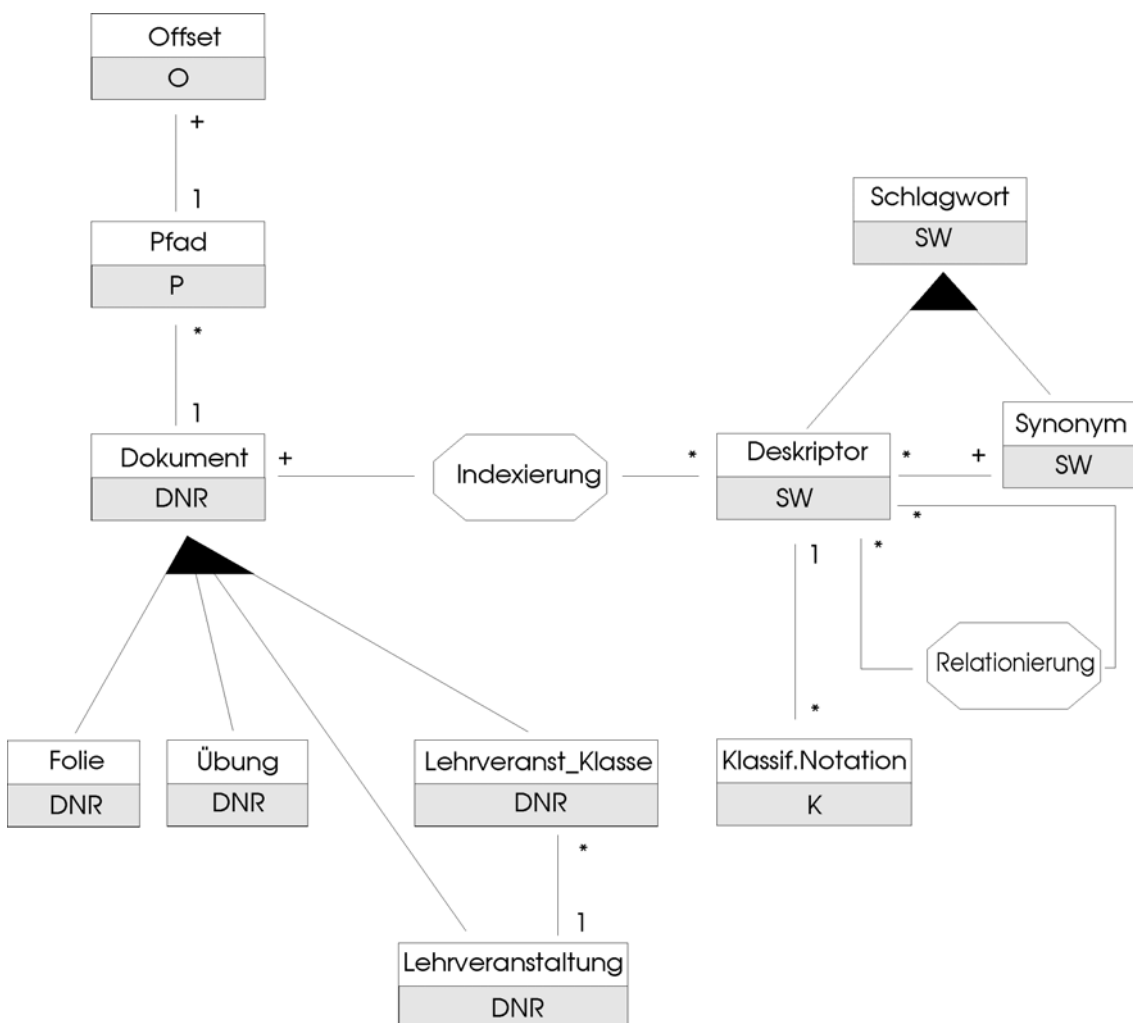 Offset
O
+
1
Pfad
P
*
1
Schlagwort
SW
Dokument
DNR
+
Indexierung
*
Deskriptor
SW
*
+
Synonym
SW
*
*
1
Relationierung
*
Folie
DNR
Übung
DNR
Lehrveranst_Klasse
DNR
Klassif.Notation
K
*
1
Lehrveranstaltung
DNR